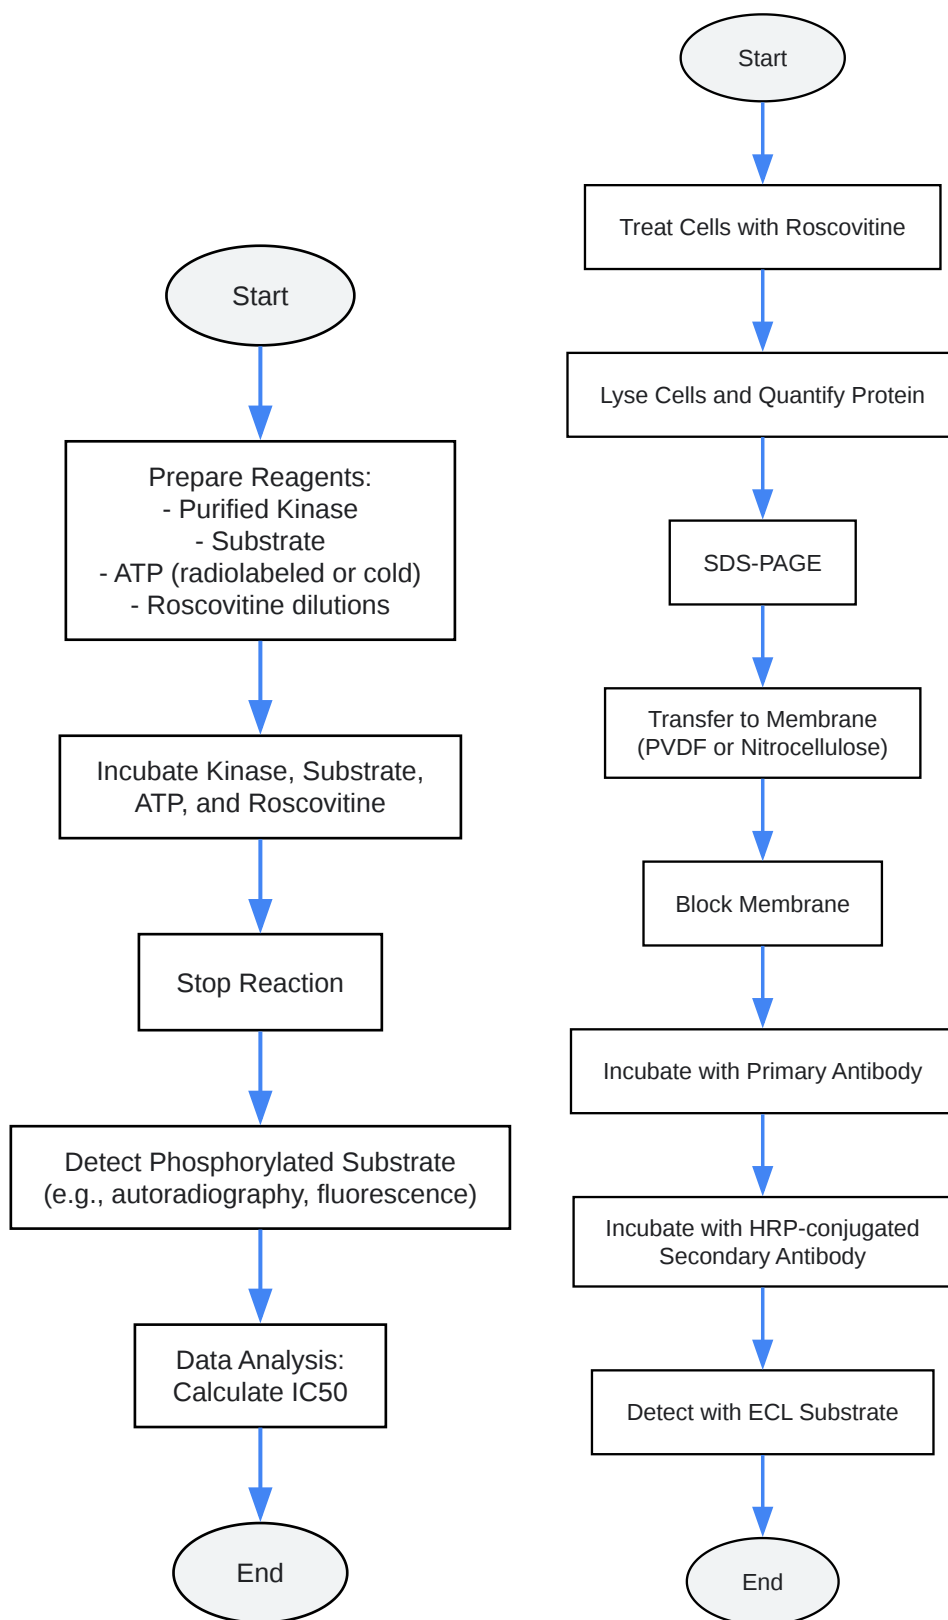 Start
Prepare Reagents:
- Purified Kinase
- Substrate
- ATP (radiolabeled or cold)
- Roscovitine dilutions
Incubate Kinase, Substrate,
ATP, and Roscovitine
Stop Reaction
Detect Phosphorylated Substrate
(e.g., autoradiography, fluorescence)
Data Analysis:
Calculate IC50
End
Start
Treat Cells with Roscovitine
Lyse Cells and Quantify Protein
SDS-PAGE
Transfer to Membrane
(PVDF or Nitrocellulose)
Block Membrane
Incubate with Primary Antibody
Incubate with HRP-conjugated
Secondary Antibody
Detect with ECL Substrate
End